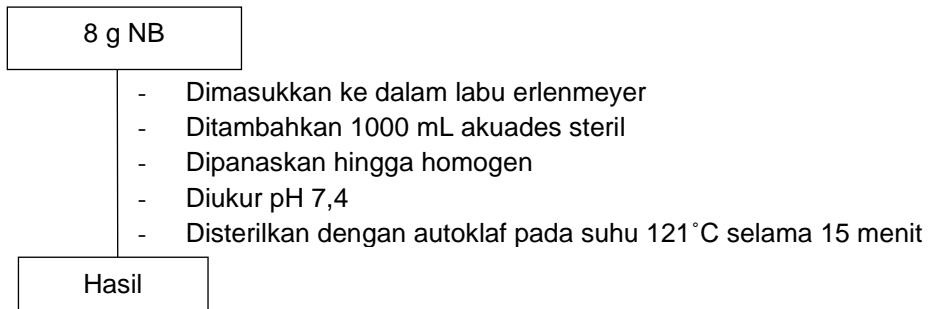 8 g NB
- Dimasukkan ke dalam labu erlenmeyer
- Ditambahkan 1000 mL akuades steril
- Dipanaskan hingga homogen
- Diukur pH 7,4
- Disterilkan dengan autoklaf pada suhu 121˚C selama 15 menit
Hasil